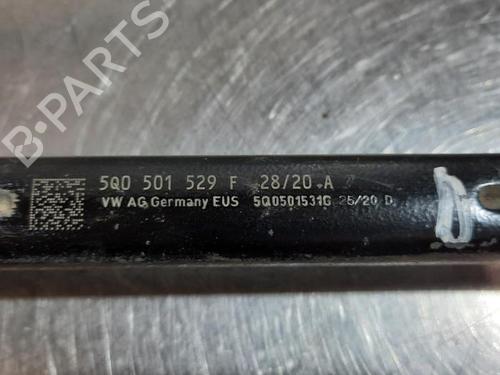 B-PARTS
5Q0 501 529 F 28/20 A
VW AG Germany EUS 5Q0501531G 25/20 D
D